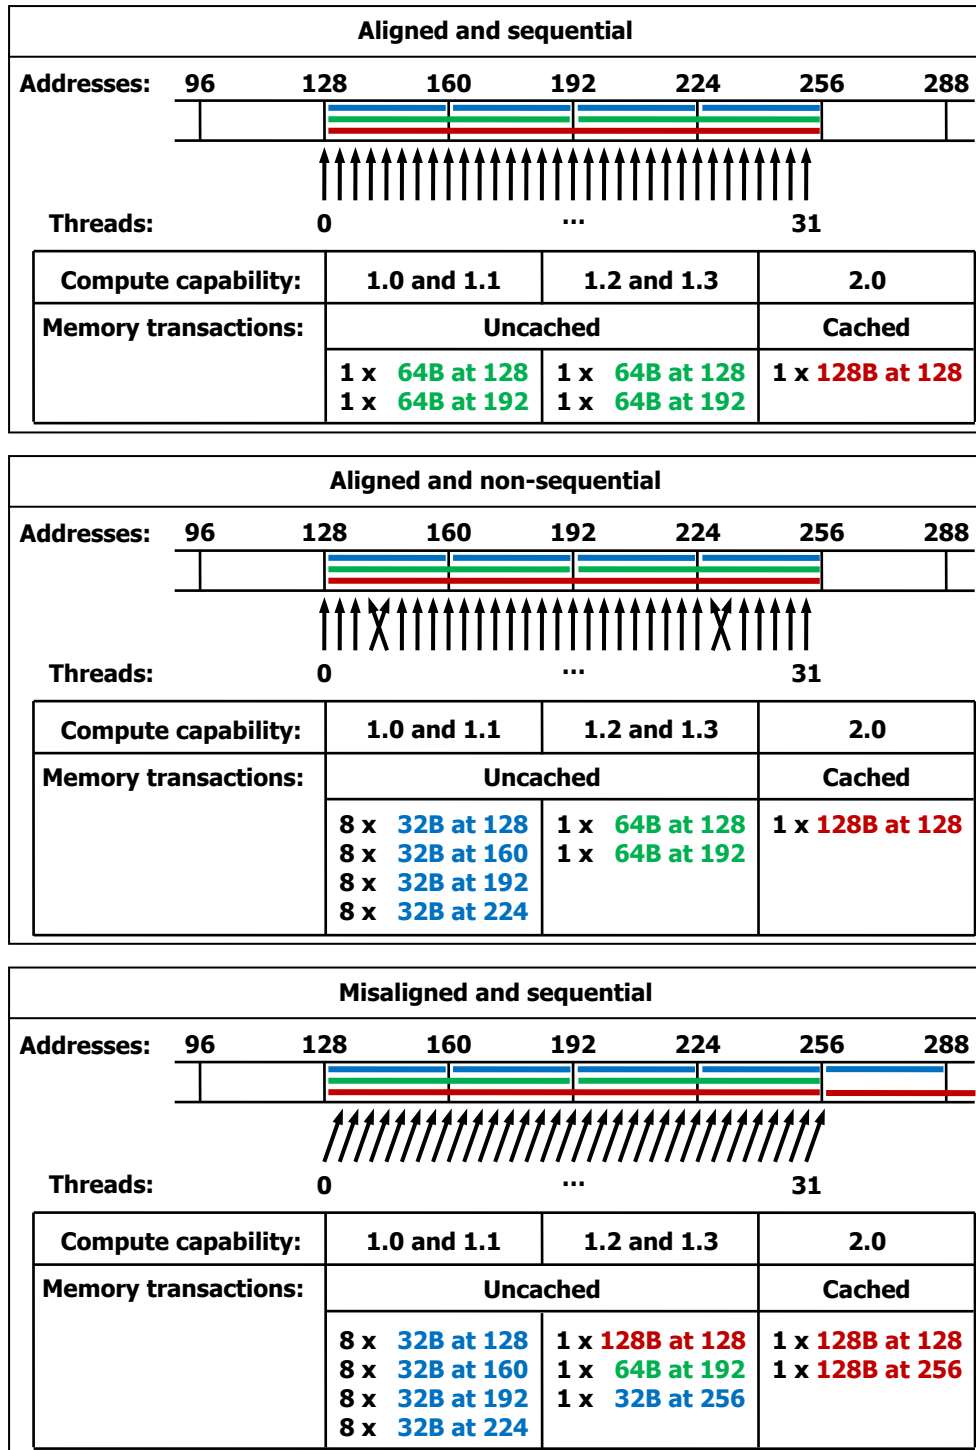 Aligned and sequential
Addresses: 96 128 160 192 224 256 288
Threads: 0 ... 31
Compute capability: 1.0 and 1.1 1.2 and 1.3 2.0
Memory transactions: Uncached Cached
1 x 64B at 128 1 x 64B at 128 1 x 128B at 128
1 x 64B at 192 1 x 64B at 192
Aligned and non-sequential
Addresses: 96 128 160 192 224 256 288
Threads: 0 ... 31
Compute capability: 1.0 and 1.1 1.2 and 1.3 2.0
Memory transactions: Uncached Cached
8 x 32B at 128 1 x 64B at 128 1 x 128B at 128
8 x 32B at 160 1 x 64B at 192
8 x 32B at 192
8 x 32B at 224
Misaligned and sequential
Addresses: 96 128 160 192 224 256 288
Threads: 0 ... 31
Compute capability: 1.0 and 1.1 1.2 and 1.3 2.0
Memory transactions: Uncached Cached
8 x 32B at 128 1 x 128B at 128 1 x 128B at 128
8 x 32B at 160 1 x 64B at 192 1 x 128B at 256
8 x 32B at 192 1 x 32B at 256
8 x 32B at 224